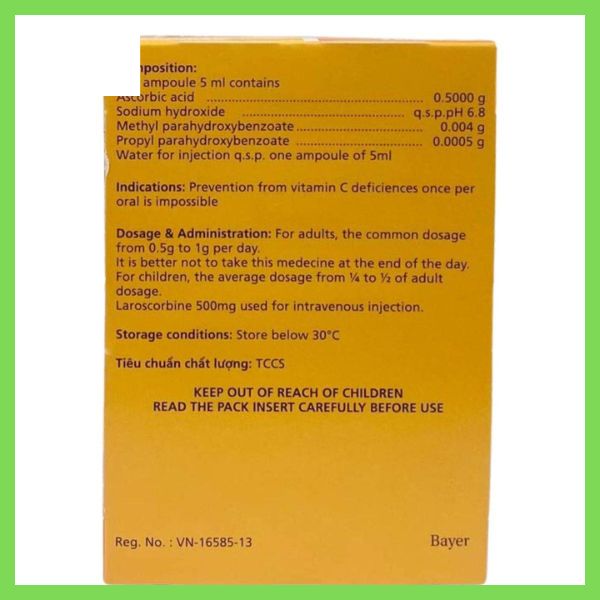 mposition:
ampoule 5 ml contains
Ascorbic acid ........................ 0.5000 g
Sodium hydroxide ........................ q.s.p.pH 6.8
Methyl parahydroxybenzoate ........................ 0.004 g
Propyl parahydroxybenzoate ........................ 0.0005 g
Water for injection q.s.p. one ampoule of 5ml
Indications: Prevention from vitamin C deficiences once per
oral is impossible
Dosage & Administration: For adults, the common dosage
from 0.5g to 1g per day.
It is better not to take this medecine at the end of the day.
For children, the average dosage from ¼ to ½ of adult
dosage.
Laroscorbine 500mg used for intravenous injection.
Storage conditions: Store below 30°C
Tiêu chuẩn chất lượng: TCCS
KEEP OUT OF REACH OF CHILDREN
READ THE PACK INSERT CAREFULLY BEFORE USE
Reg. No. : VN-16585-13
Bayer